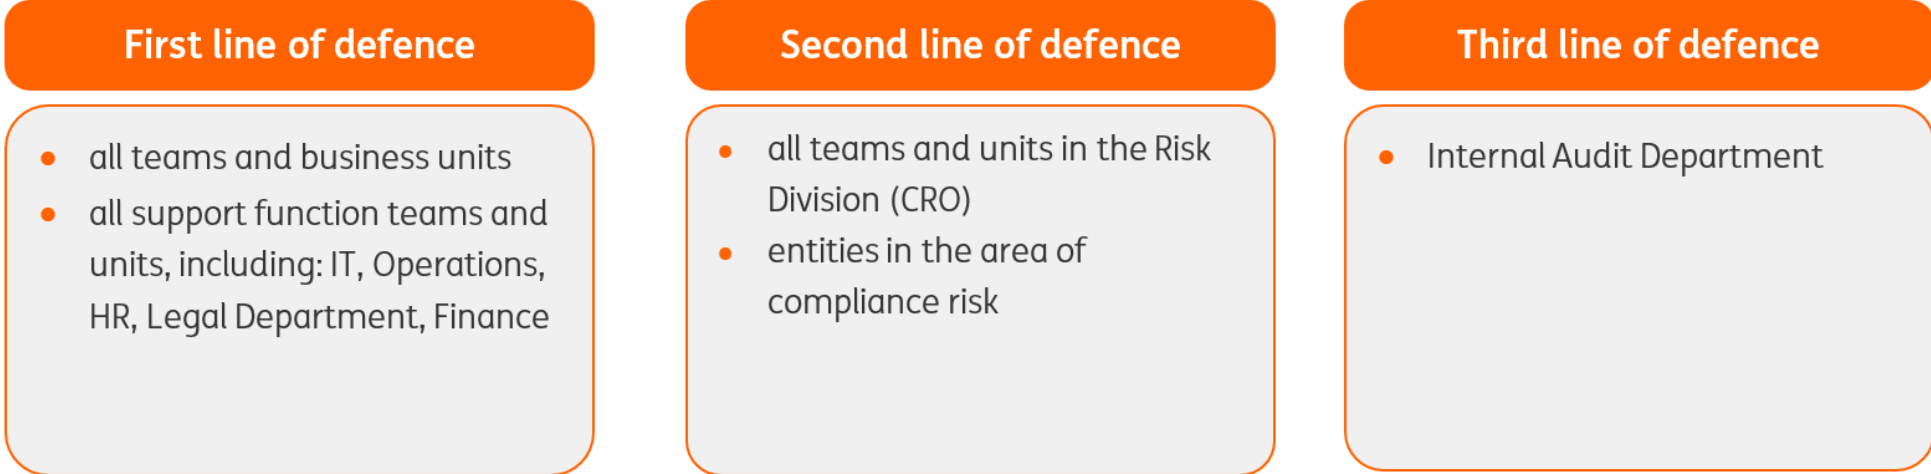 First line of defence
all teams and business units
all support function teams and
units, including: IT, Operations,
HR, Legal Department, Finance
Second line of defence
all teams and units in the Risk
Division (CRO)
entities in the area of
compliance risk
Third line of defence
Internal Audit Department